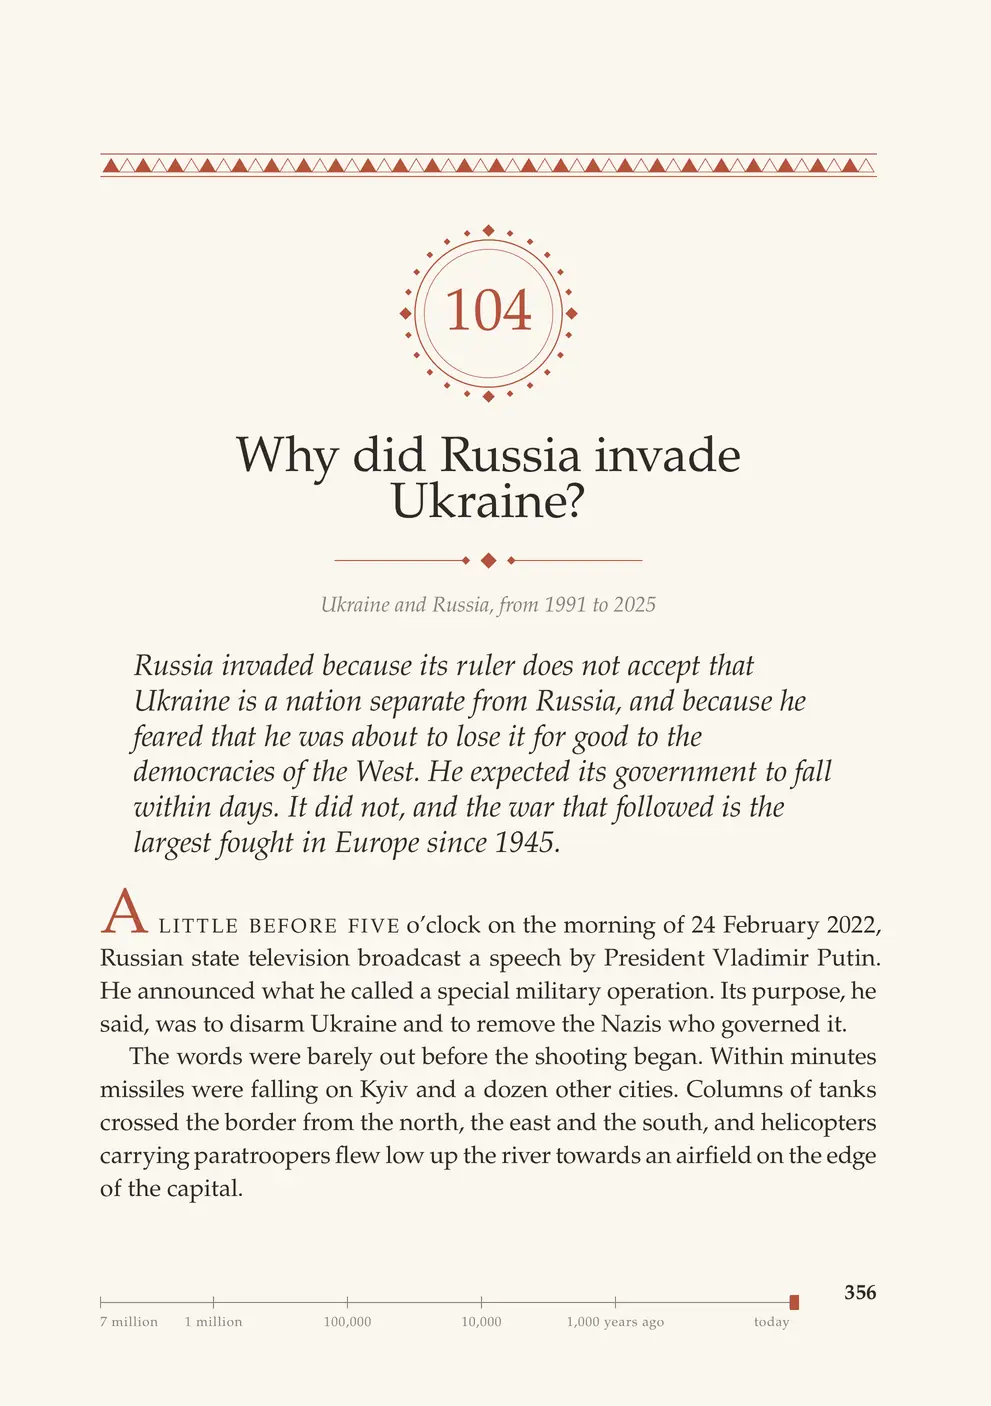 104
Why did Russia invade
Ukraine?
Ukraine and Russia, from 1991 to 2025
Russia invaded because its ruler does not accept that
Ukraine is a nation separate from Russia, and because he
feared that he was about to lose it for good to the
democracies of the West. He expected its government to fall
within days. It did not, and the war that followed is the
largest fought in Europe since 1945.
A LITTLE BEFORE FIVE o’clock on the morning of 24 February 2022,
Russian state television broadcast a speech by President Vladimir Putin.
He announced what he called a special military operation. Its purpose, he
said, was to disarm Ukraine and to remove the Nazis who governed it.
The words were barely out before the shooting began. Within minutes
missiles were falling on Kyiv and a dozen other cities. Columns of tanks
crossed the border from the north, the east and the south, and helicopters
carrying paratroopers flew low up the river towards an airfield on the edge
of the capital.
356
7 million 1 million 100,000 10,000 1,000 years ago today